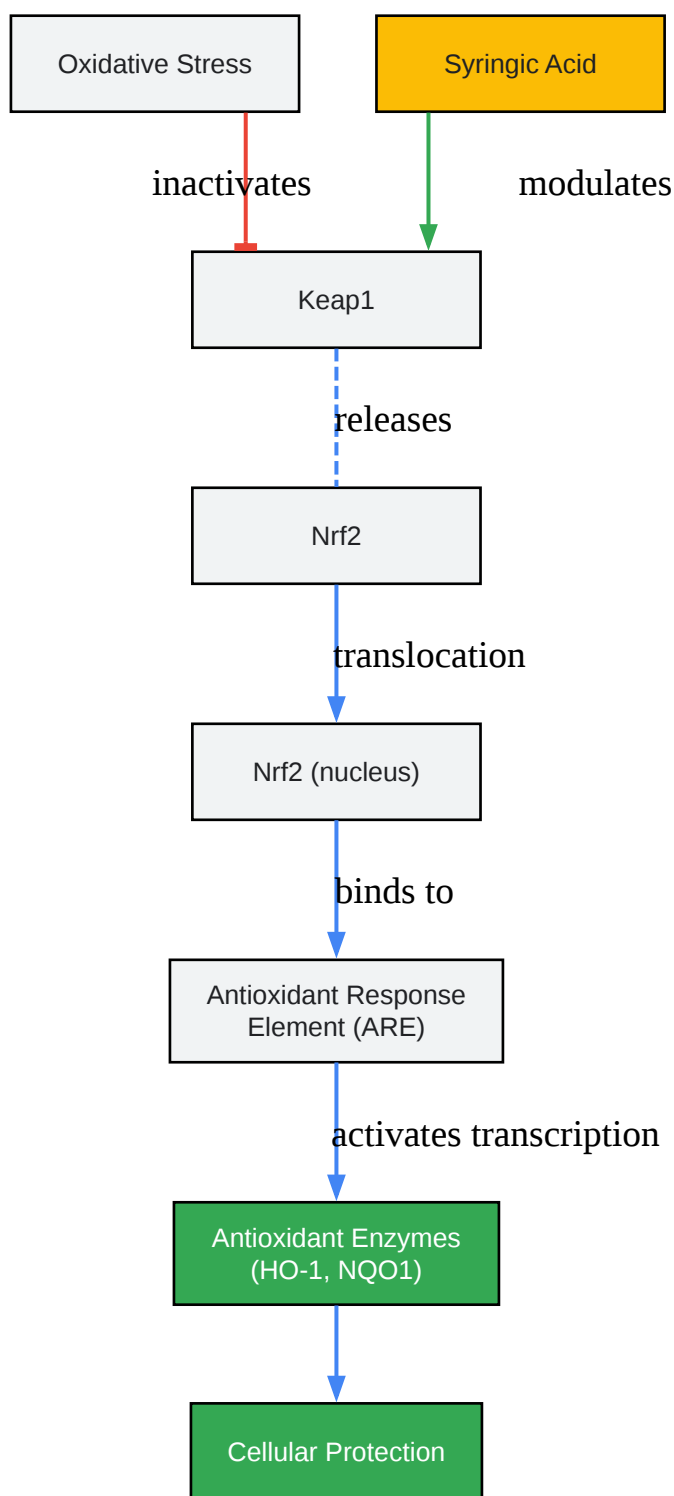 Oxidative Stress
Syringic Acid
inactivates
modulates
Keap1
releases
Nrf2
translocation
Nrf2 (nucleus)
binds to
Antioxidant Response
Element (ARE)
activates transcription
Antioxidant Enzymes
(HO-1, NQO1)
Cellular Protection